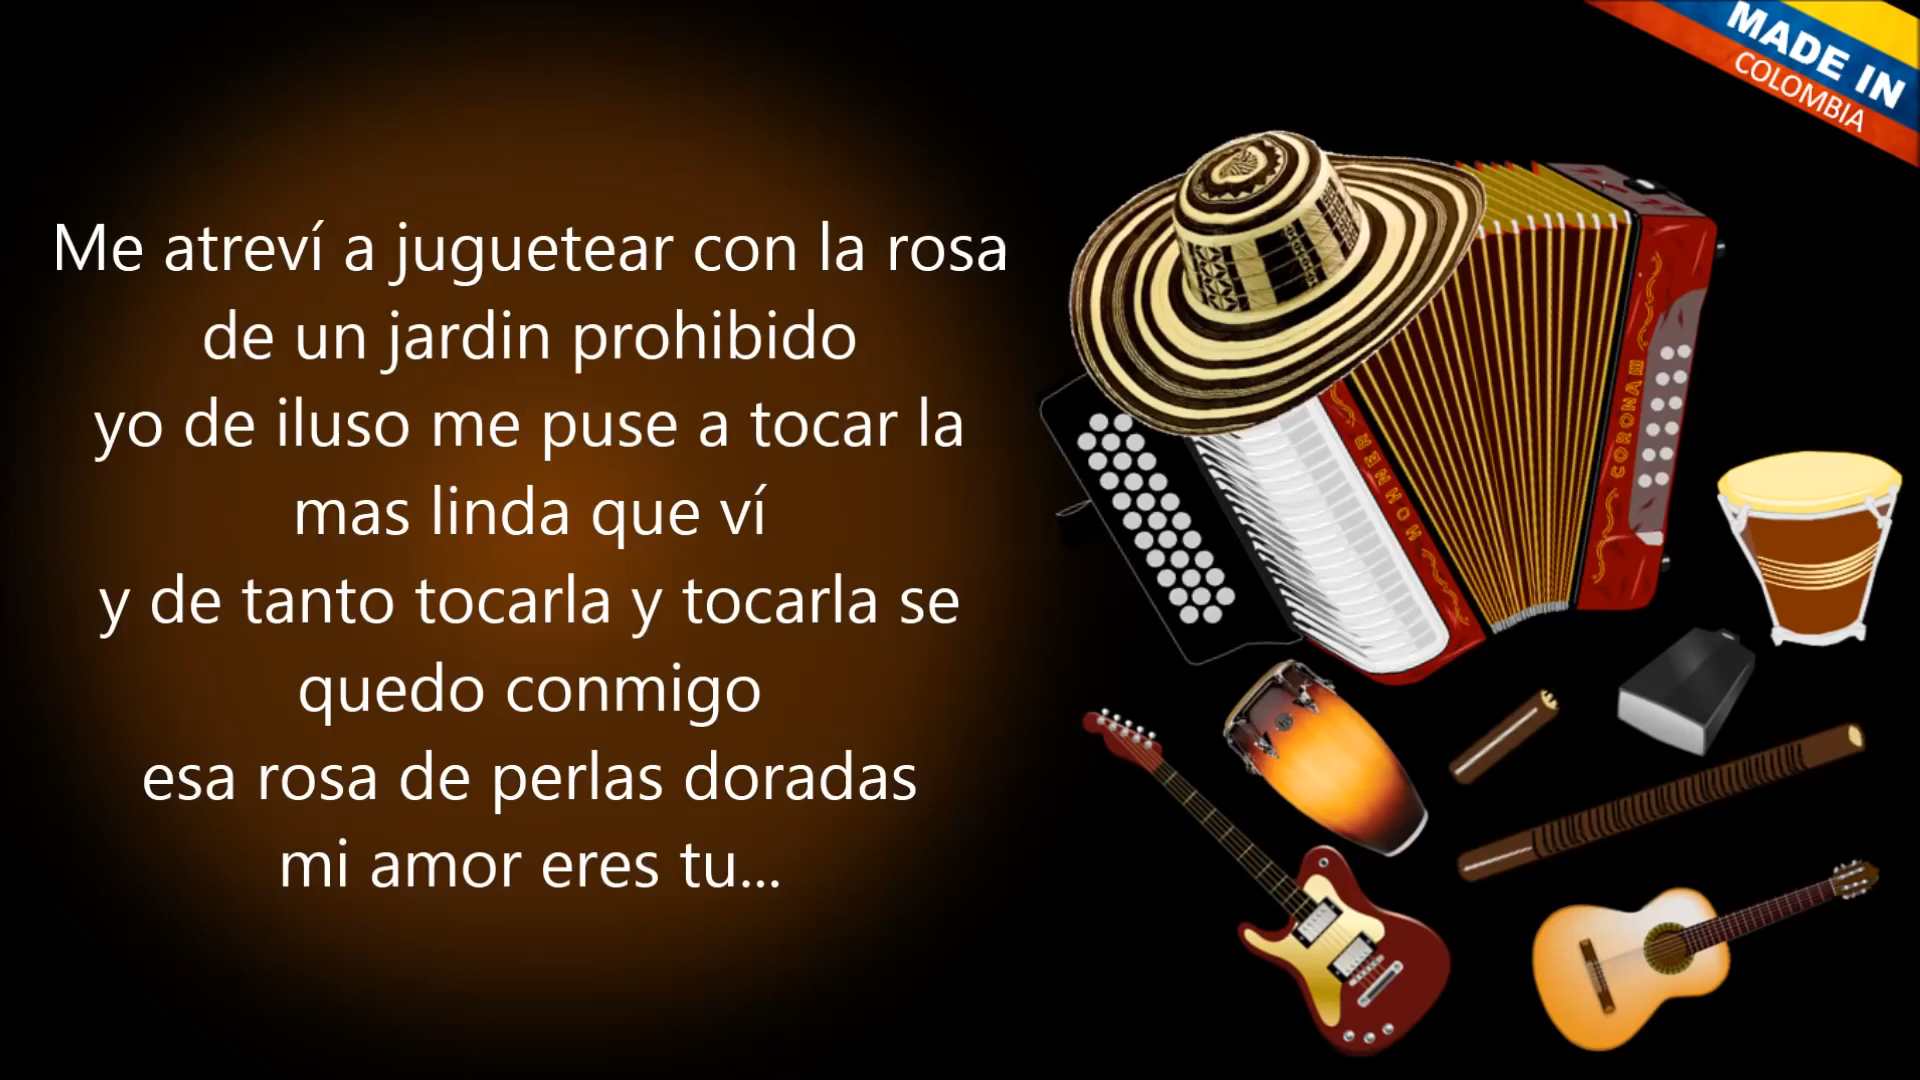 Me atreví a juguetear con la rosa
de un jardin prohibido
yo de iluso me puse a tocar la
mas linda que ví
y de tanto tocarla y tocarla se
quedo conmigo
esa rosa de perlas doradas
mi amor eres tu...
MADE IN
COLOMBIA
HOHNER
CORONA III